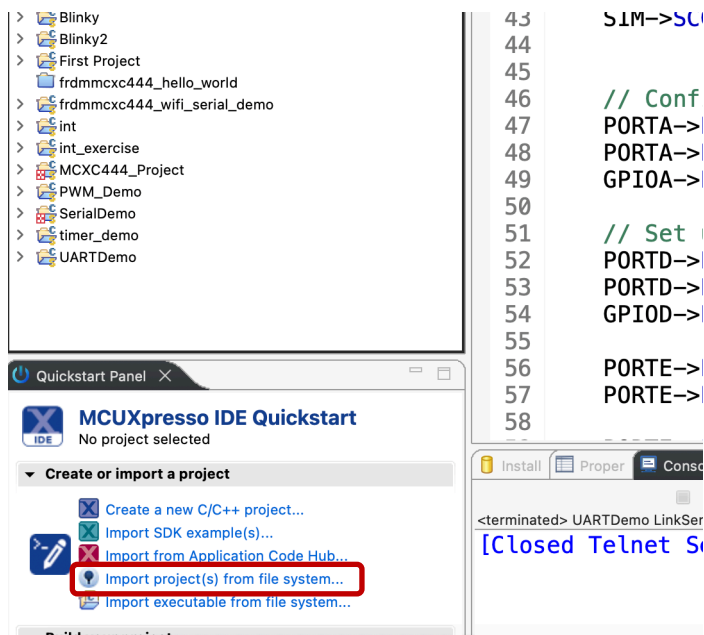 Blinky
Blinky2
First Project
frdmmcxc444_hello_world
frdmmcxc444_wifi_serial_demo
int
int_exercise
MCXC444_Project
PWM_Demo
SerialDemo
timer_demo
UARTDemo
Quickstart Panel
IDE
MCUXpresso IDE Quickstart
No project selected
Create or import a project
Create a new C/C++ project...
Import SDK example(s)...
Import from Application Code Hub...
Import project(s) from file system...
Import executable from file system...
43 SIM->SC
44
45
46 // Conf
47 PORTA->
48 PORTA->
49 GPIOA->
50
51 // Set
52 PORTD->
53 PORTD->
54 GPIOD->
55
56 PORTE->
57 PORTE->
58
Install
Proper
Conso
<terminated> UARTDemo LinkSer
[Closed Telnet Se